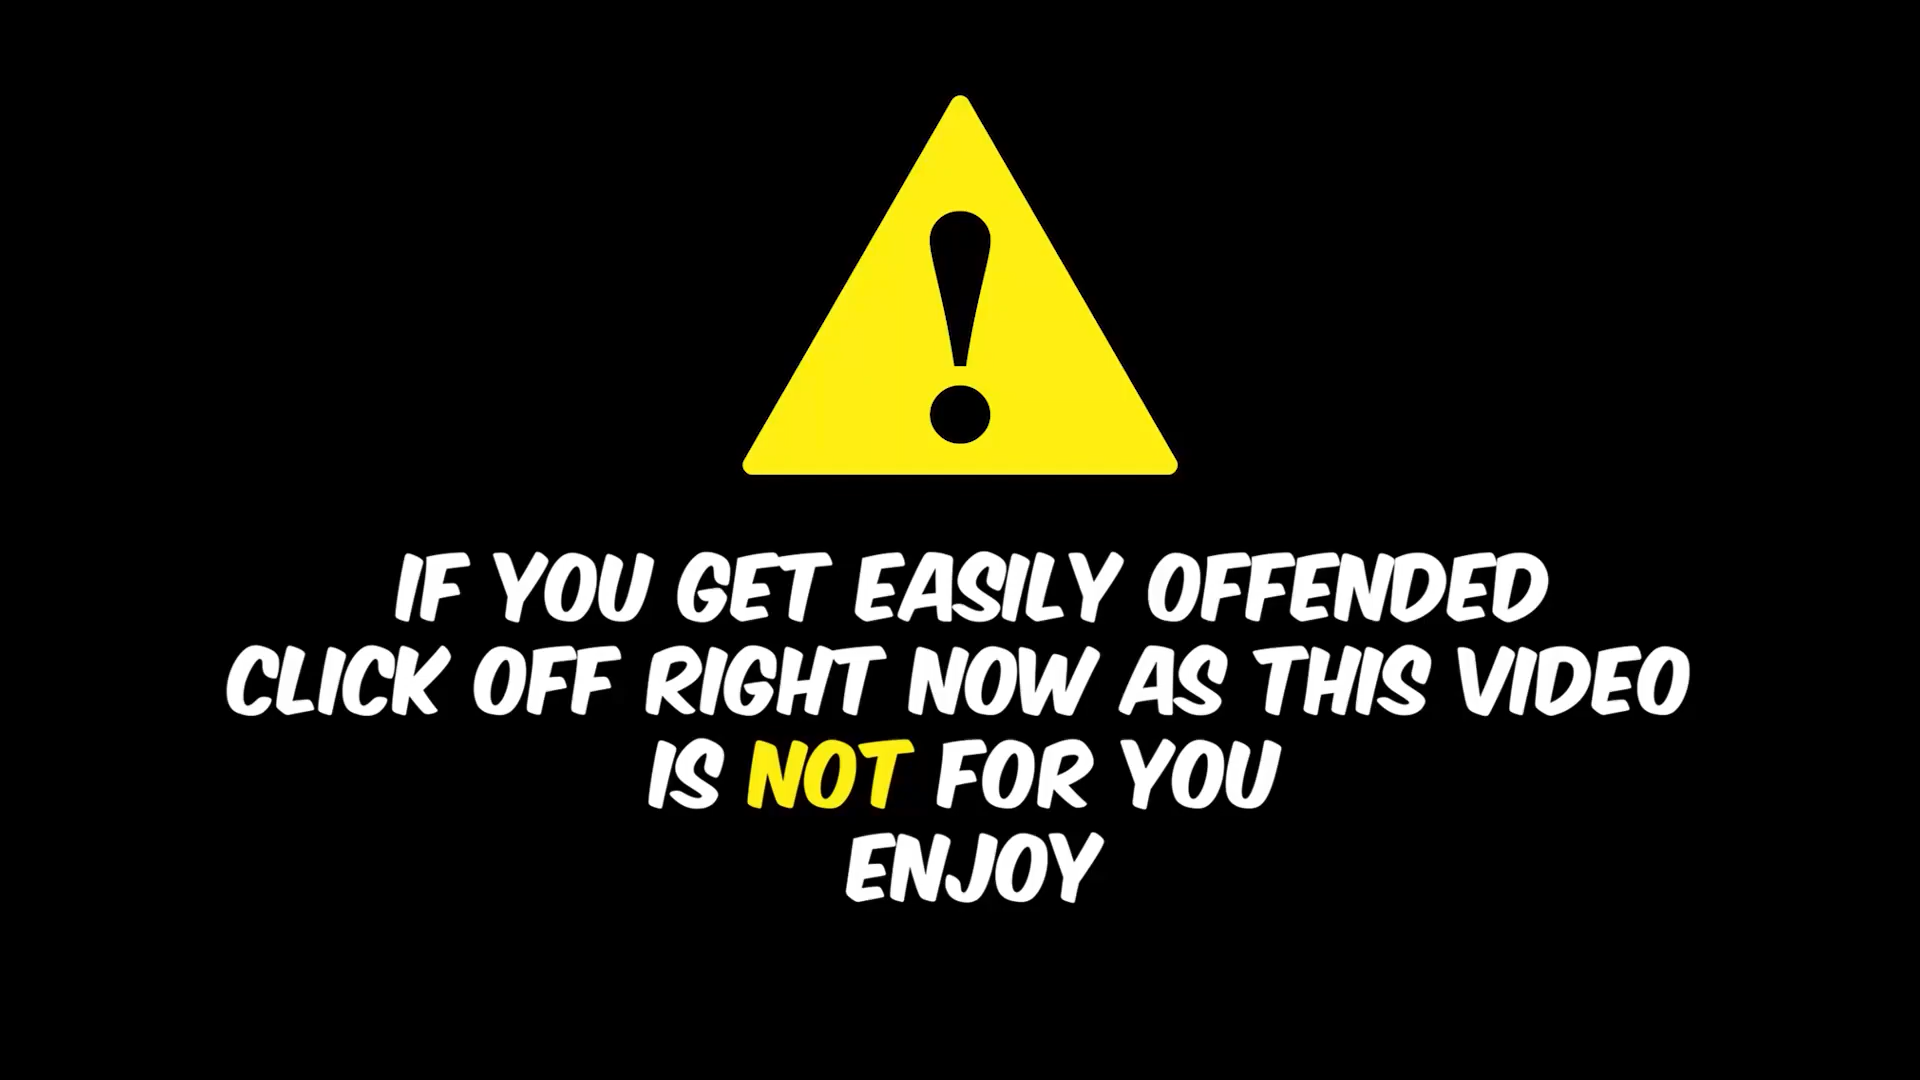 IF YOU GET EASILY OFFENDED
CLICK OFF RIGHT NOW AS THIS VIDEO
IS NOT FOR YOU
ENJOY